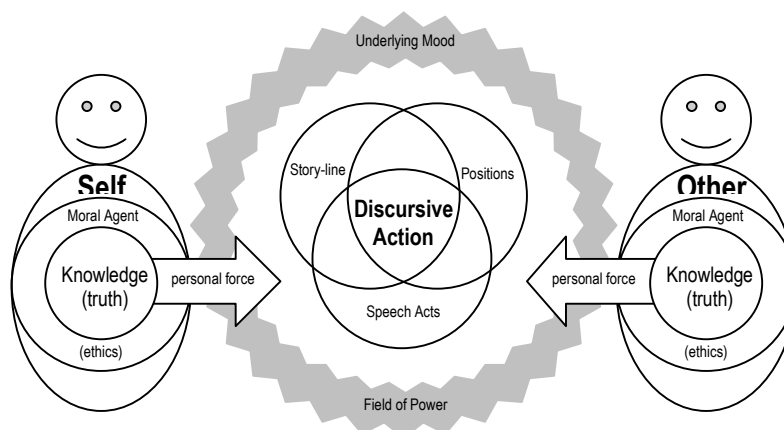 Underlying Mood
Self
Moral Agent
Knowledge
(truth)
(ethics)
personal force
Story-line
Positions
Discursive
Action
Speech Acts
Field of Power
Other
Moral Agent
Knowledge
(truth)
(ethics)
personal force